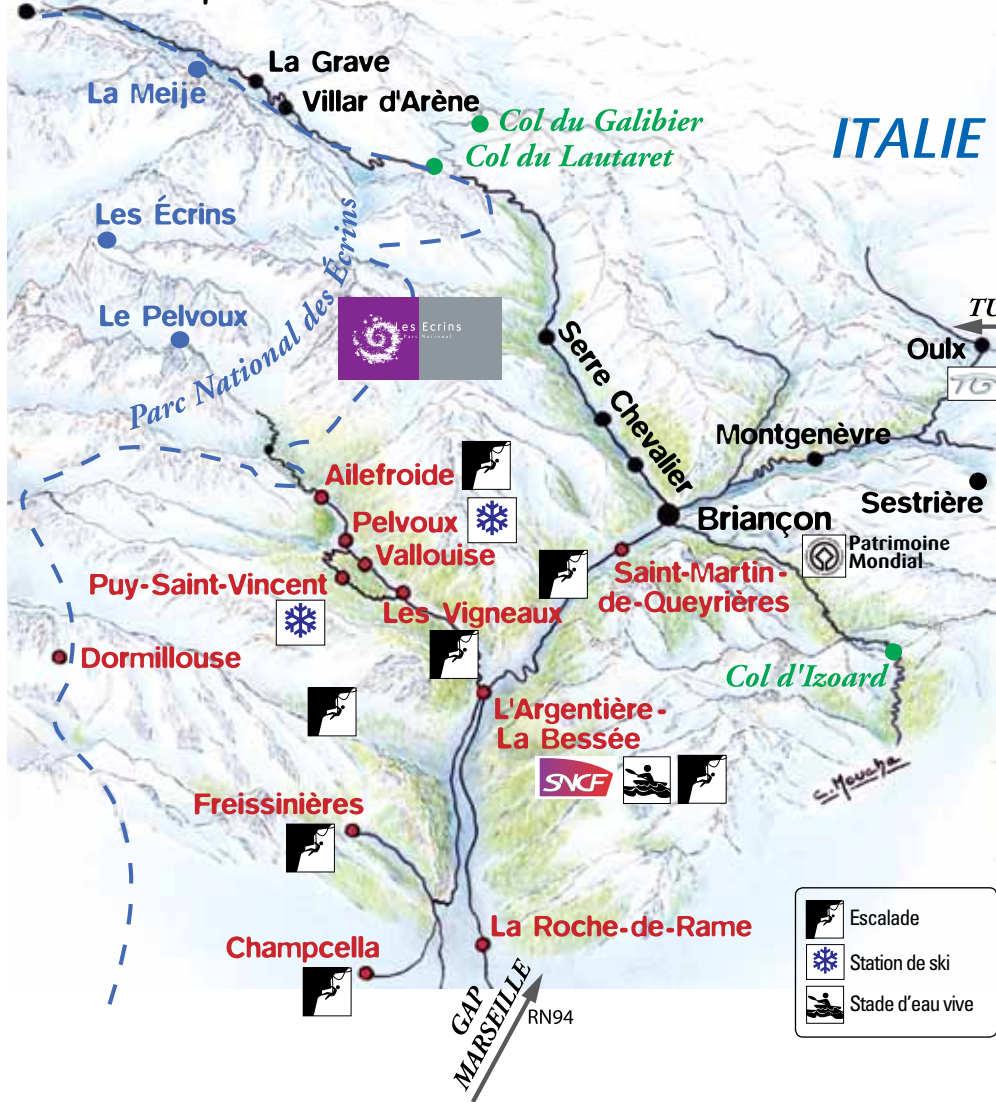 La Grave
La Meije
Villar d'Arène
Col du Galibier
Col du Lautaret
ITALIE
Les Écrins
Parc National des Écrins
Le Pelvoux
Les Ecrins
Parc National
Serre Chevalier
Oulx
Montgenèvre
Sestrière
Ailefroide
Pelvoux
Vallouise
Briançon
Patrimoine
Mondial
Puy-Saint-Vincent
Saint-Martin-
de-Queyrières
Les Vigneaux
Dormillouse
Col d'Izoard
L'Argentière-
La Bessée
SNCF
C. Moucha
Freissinières
La Roche-de-Rame
Champcella
GAP
MARSEILLE
RN94
Escalade
Station de ski
Stade d'eau vive